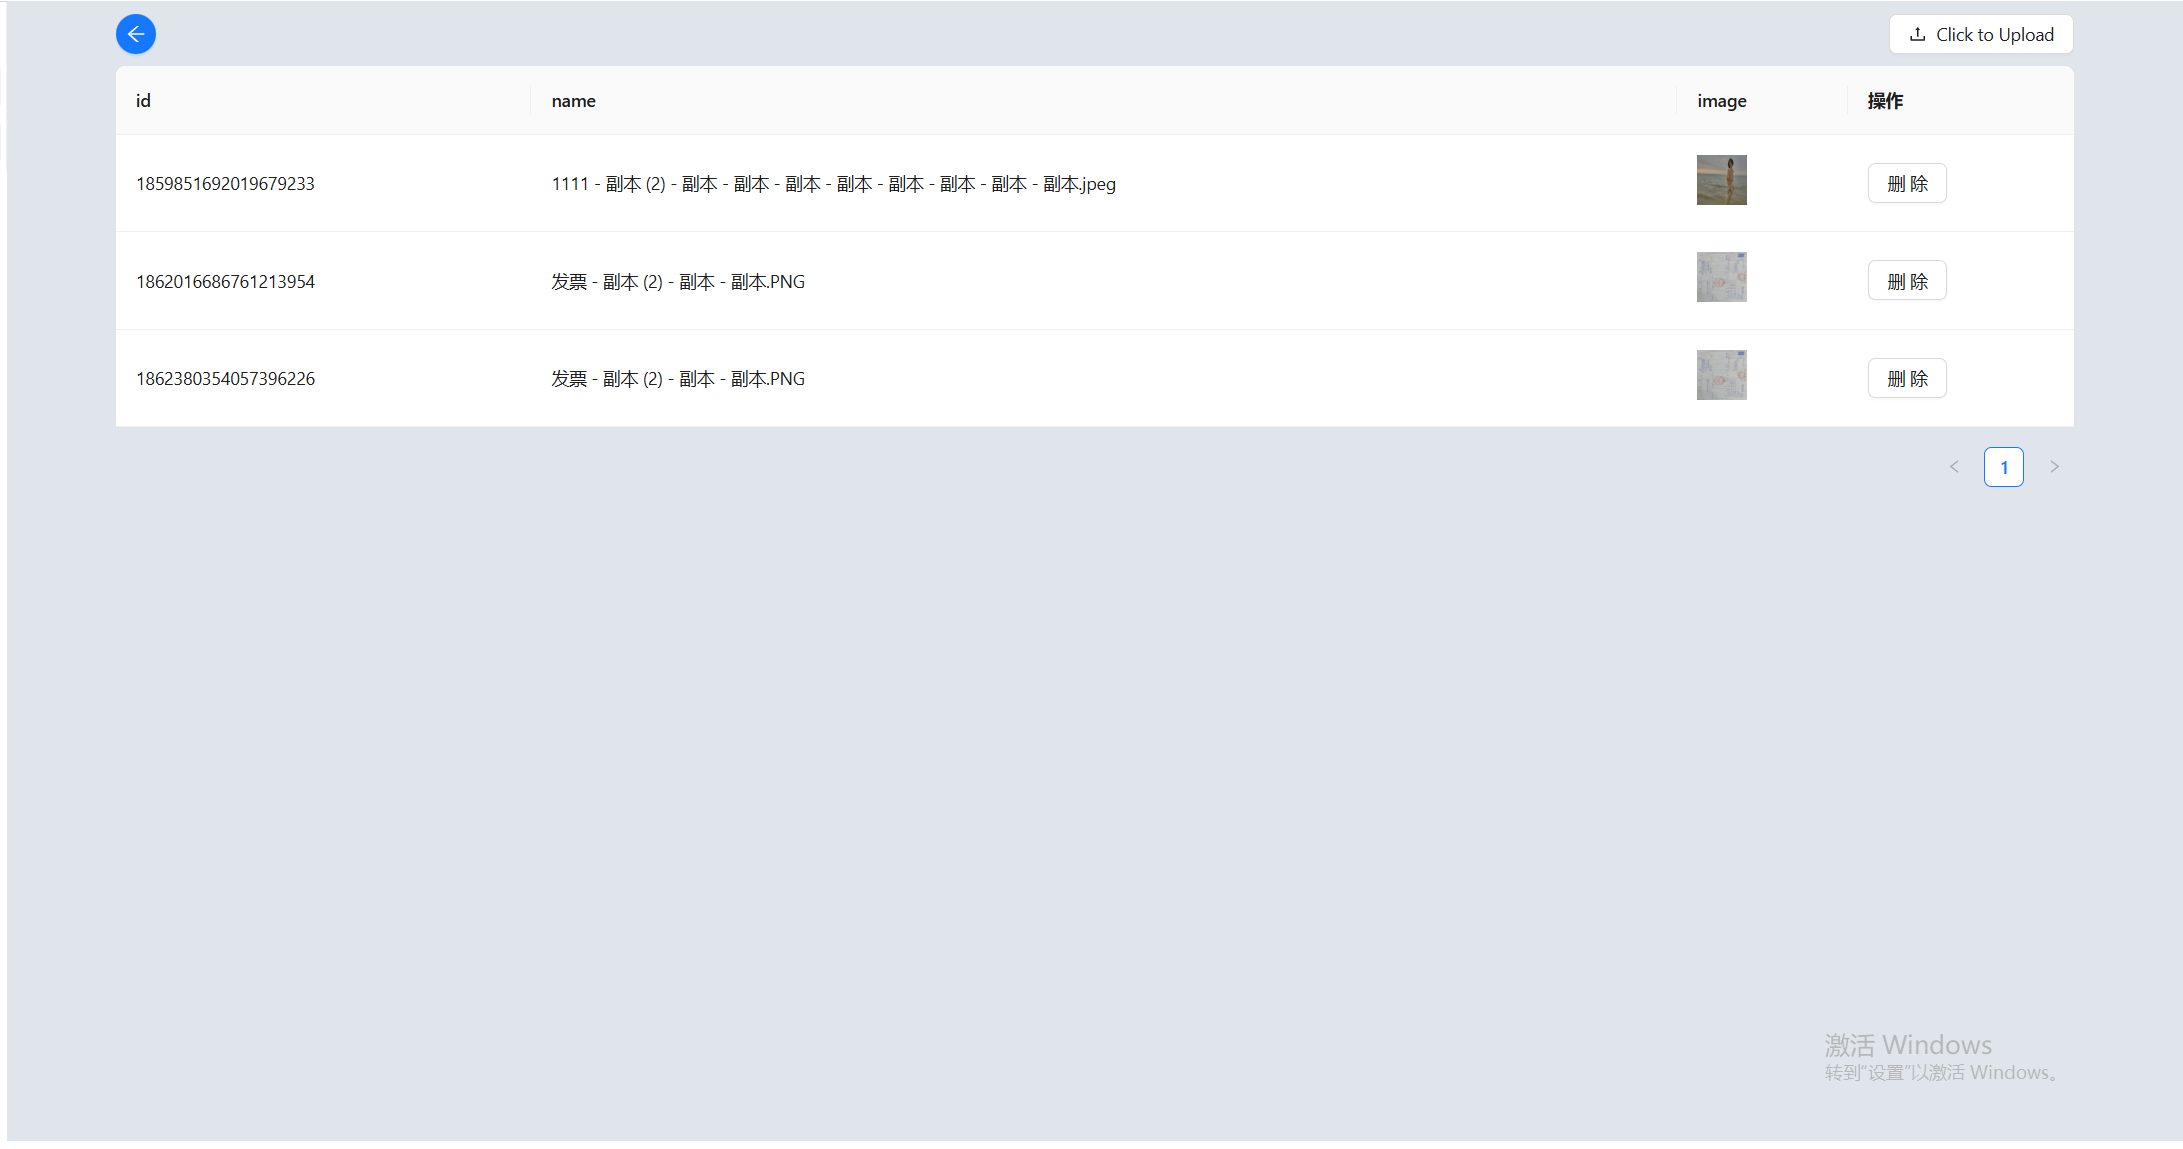 Click to Upload
id name image 操作
1859851692019679233 1111 - 副本 (2) - 副本 - 副本 - 副本 - 副本 - 副本 - 副本 - 副本 - 副本.jpeg 删 除
1862016686761213954 发票 - 副本 (2) - 副本 - 副本.PNG 删 除
1862380354057396226 发票 - 副本 (2) - 副本 - 副本.PNG 删 除
< 1 >
激活 Windows
转到"设置"以激活 Windows。